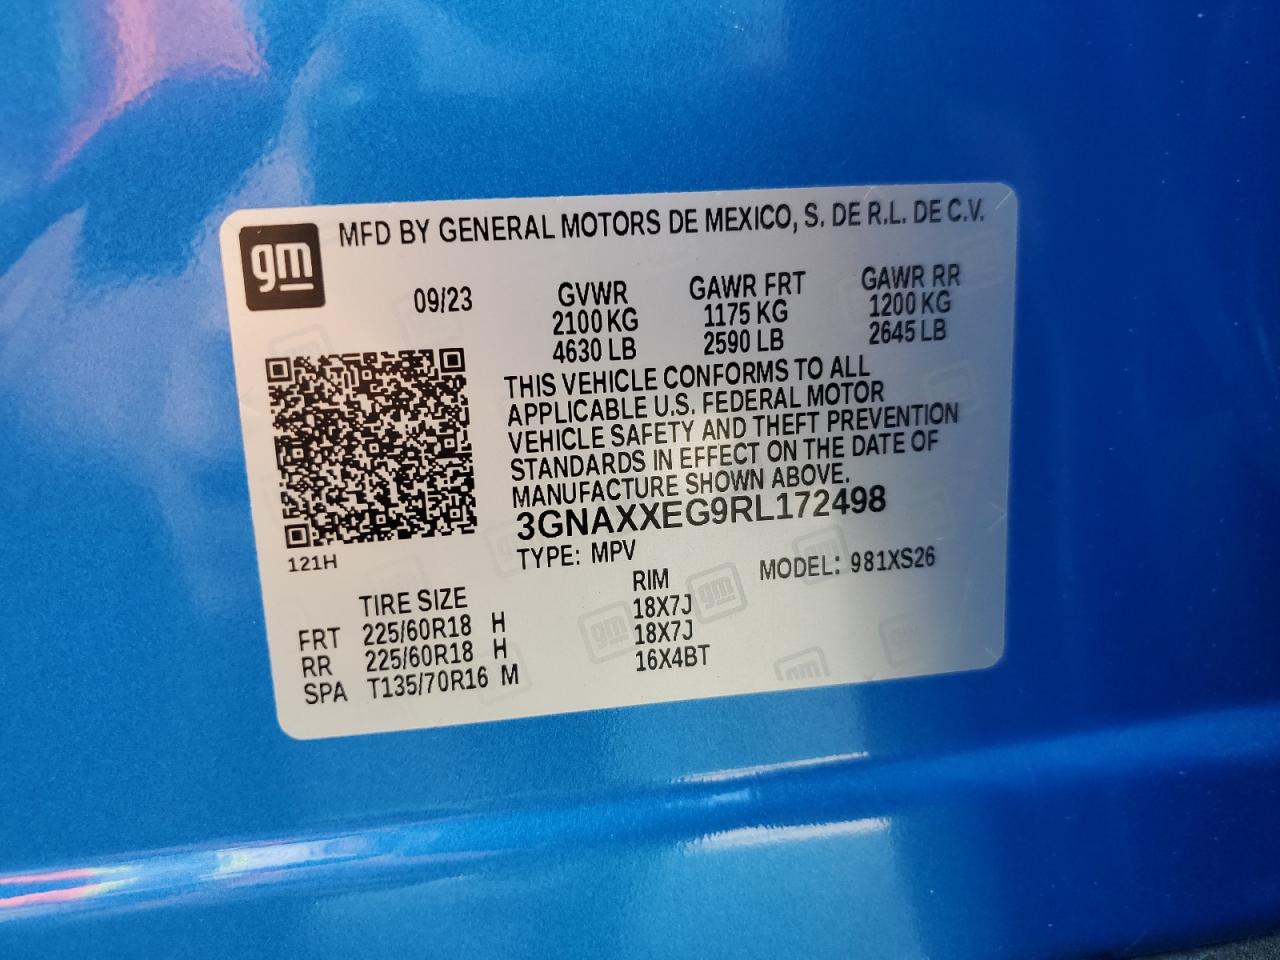 gm
MFD BY GENERAL MOTORS DE MEXICO, S. DE R.L. DE C.V.
09/23
GVWR
2100 KG
4630 LB
GAWR FRT
1175 KG
2590 LB
GAWR RR
1200 KG
2645 LB
THIS VEHICLE CONFORMS TO ALL
APPLICABLE U.S. FEDERAL MOTOR
VEHICLE SAFETY AND THEFT PREVENTION
STANDARDS IN EFFECT ON THE DATE OF
MANUFACTURE SHOWN ABOVE.
3GNAXXEG9RL172498
TYPE: MPV MODEL: 981XS26
121H
TIRE SIZE RIM
FRT 225/60R18 H 18X7J
RR 225/60R18 H 18X7J
SPA T135/70R16 M 16X4BT